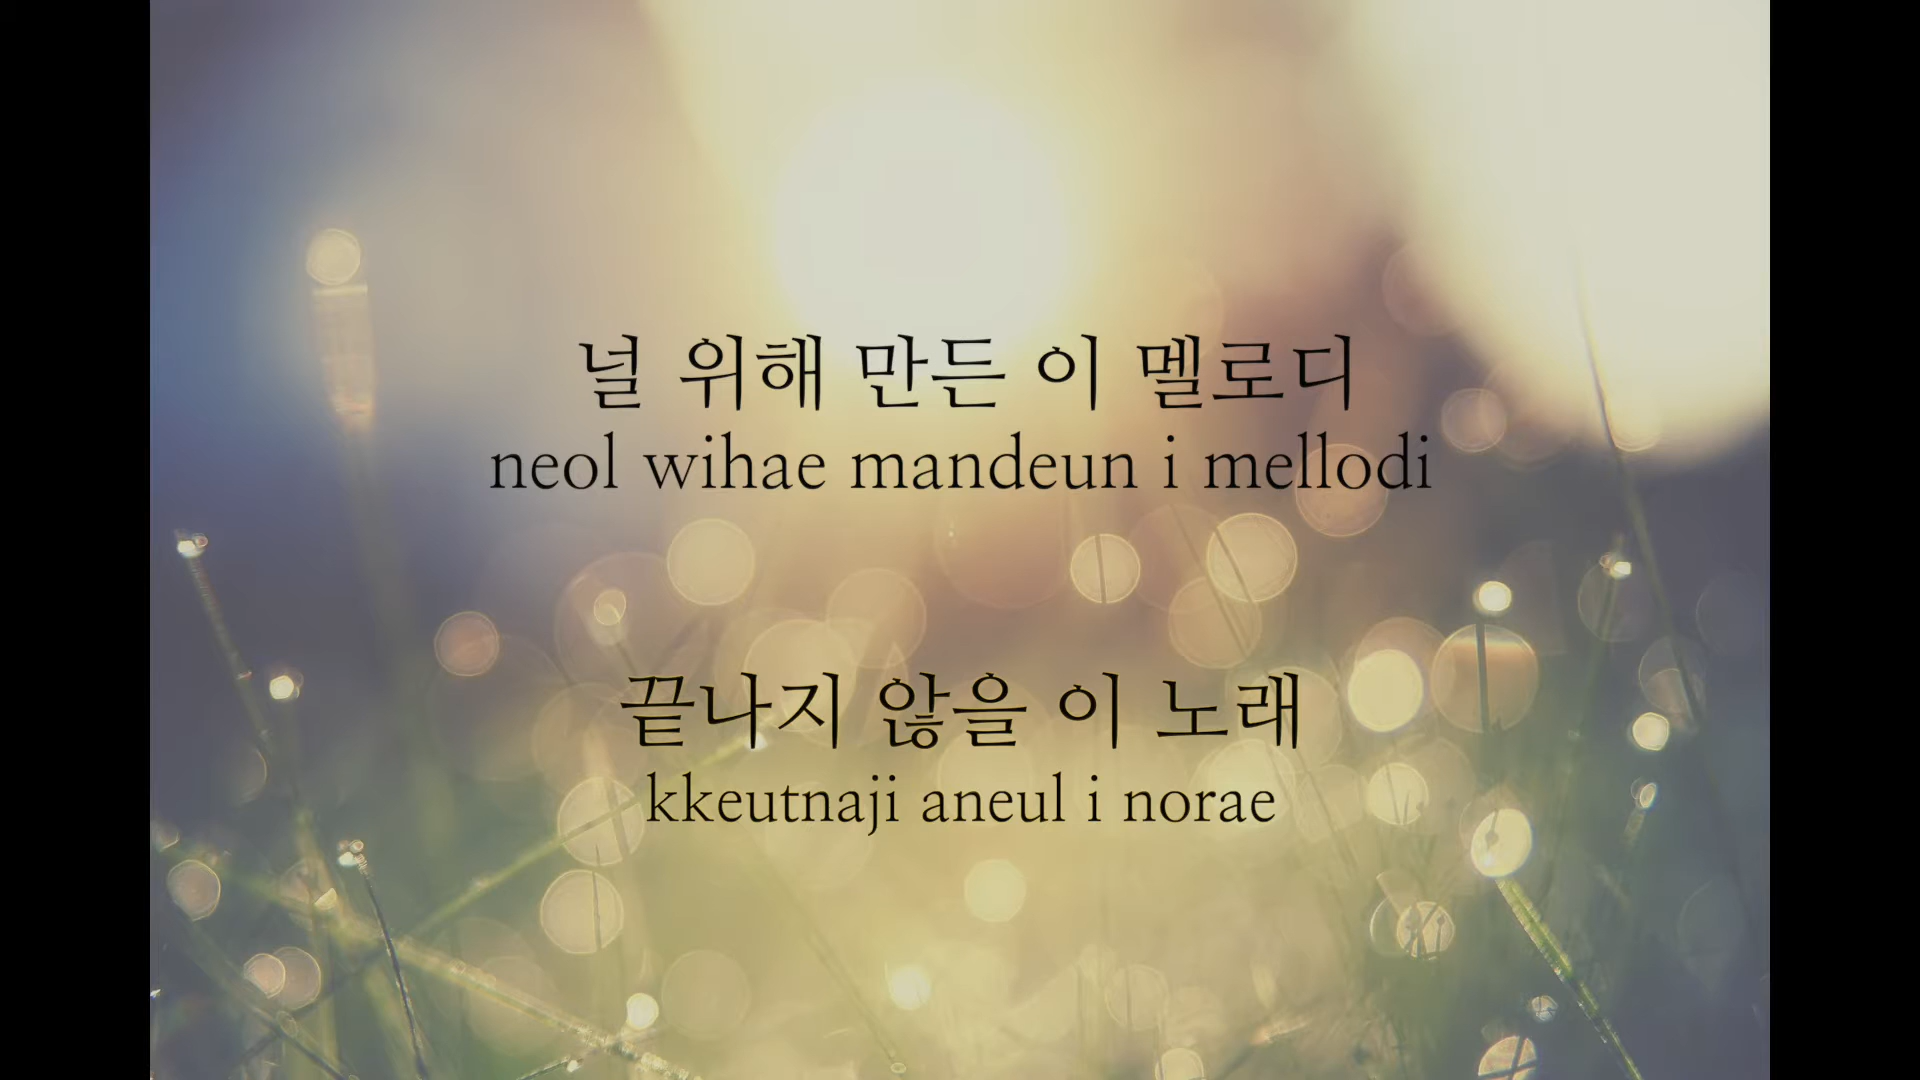 널 위해 만든 이 멜로디
neol wihae mandeun i mellodi
끝나지 않을 이 노래
kkeutnaji aneul i norae